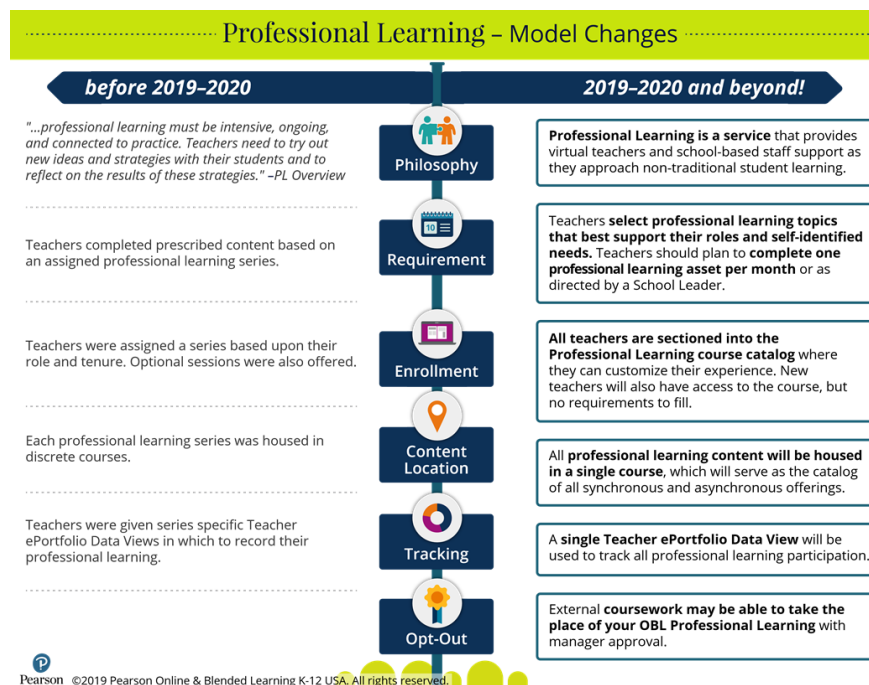 Professional Learning – Model Changes
before 2019–2020
2019–2020 and beyond!
"...professional learning must be intensive, ongoing,
and connected to practice. Teachers need to try out
new ideas and strategies with their students and to
reflect on the results of these strategies." –PL Overview
Philosophy
Professional Learning is a service that provides
virtual teachers and school-based staff support as
they approach non-traditional student learning.
Teachers completed prescribed content based on
an assigned professional learning series.
10
Requirement
Teachers select professional learning topics
that best support their roles and self-identified
needs. Teachers should plan to complete one
professional learning asset per month or as
directed by a School Leader.
Teachers were assigned a series based upon their
role and tenure. Optional sessions were also offered.
Enrollment
All teachers are sectioned into the
Professional Learning course catalog where
they can customize their experience. New
teachers will also have access to the course, but
no requirements to fill.
Each professional learning series was housed in
discrete courses.
Content
Location
All professional learning content will be housed
in a single course, which will serve as the catalog
of all synchronous and asynchronous offerings.
Teachers were given series specific Teacher
ePortfolio Data Views in which to record their
professional learning.
Tracking
A single Teacher ePortfolio Data View will be
used to track all professional learning participation.
Opt-Out
External coursework may be able to take the
place of your OBL Professional Learning with
manager approval.
P
Pearson ©2019 Pearson Online & Blended Learning K-12 USA. All rights reserved.